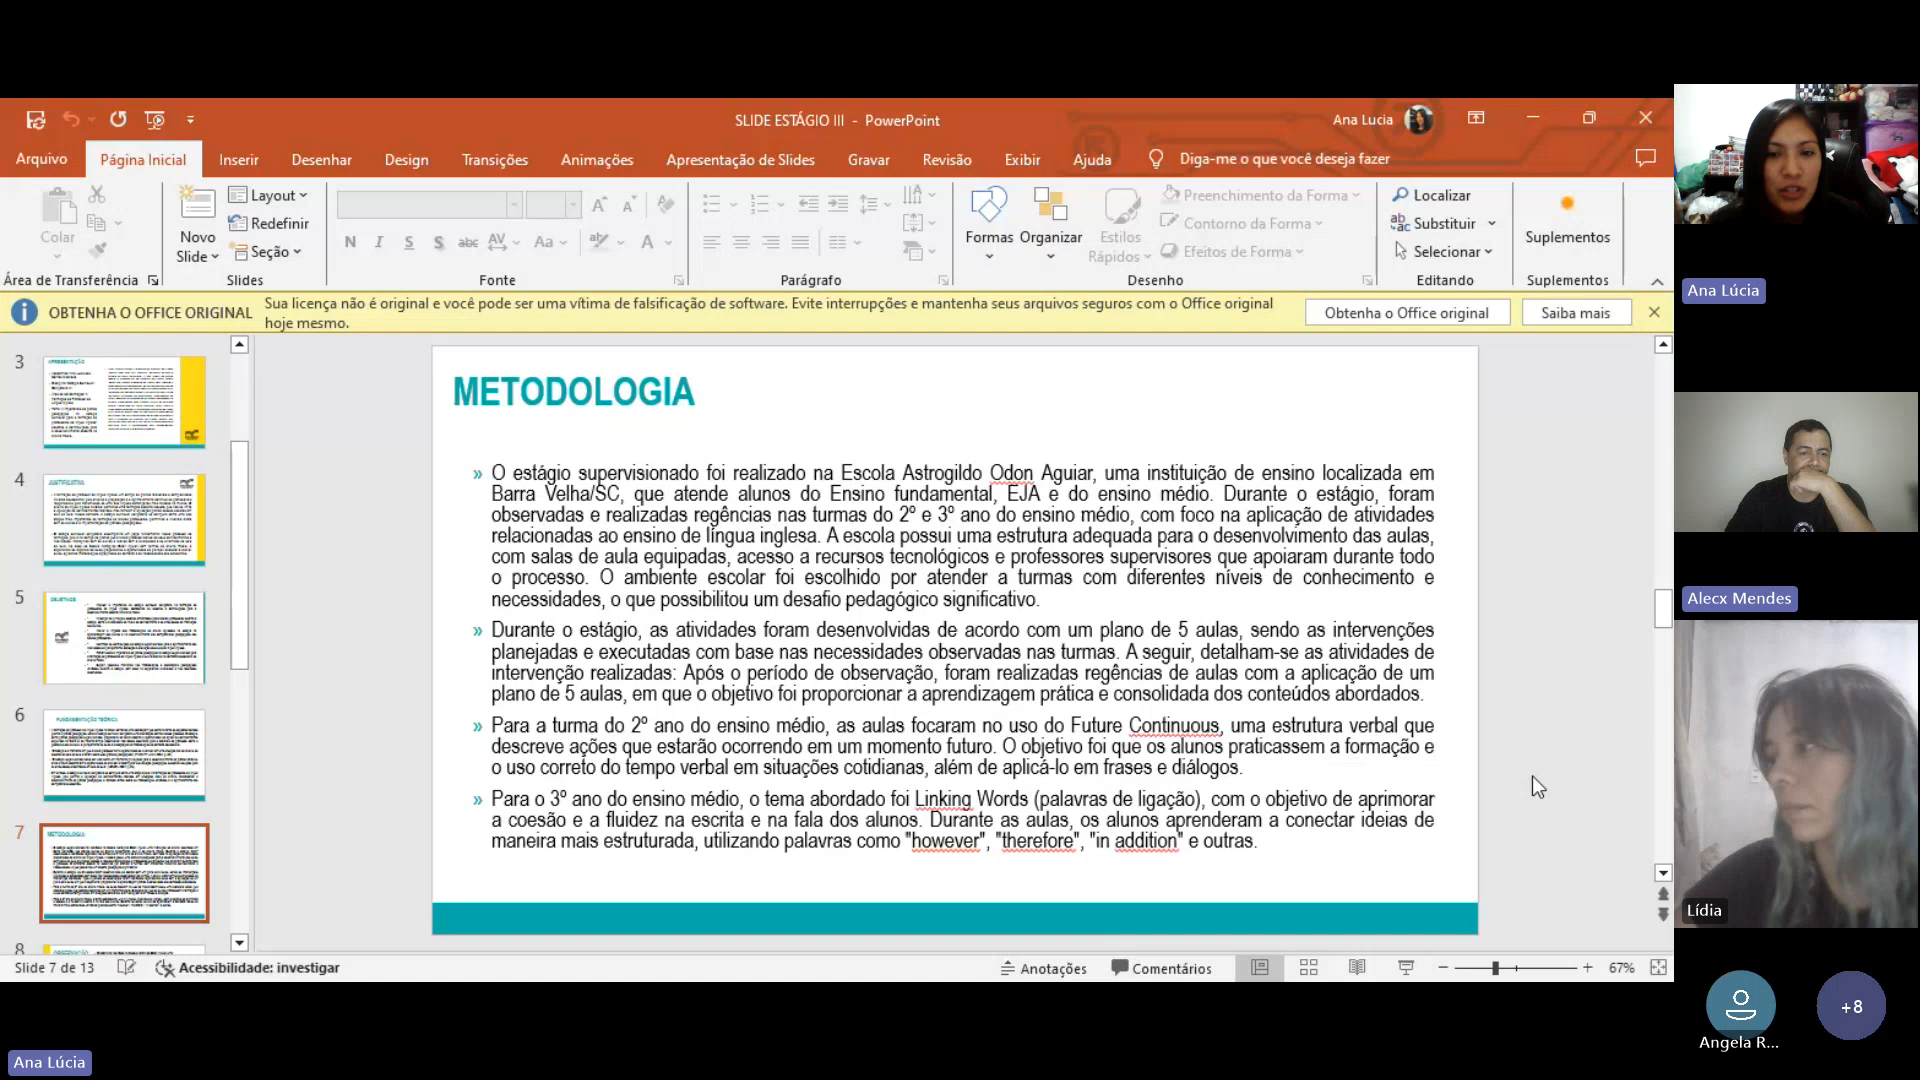 SLIDE ESTÁGIO III - PowerPoint
Ana Lucia
Arquivo
Página Inicial
Inserir
Desenhar
Design
Transições
Animações
Apresentação de Slides
Gravar
Revisão
Exibir
Ajuda
Diga-me o que você deseja fazer
Colar
Novo
Slide
Layout
Redefinir
Seção
N I S S abc AV Aa A
Formas
Organizar
Estilos
Rápidos
Preenchimento da Forma
Contorno da Forma
Efeitos de Forma
Localizar
Substituir
Selecionar
Suplementos
Área de Transferência
Slides
Fonte
Parágrafo
Desenho
Editando
Suplementos
OBTENHA O OFFICE ORIGINAL
Sua licença não é original e você pode ser uma vítima de falsificação de software. Evite interrupções e mantenha seus arquivos seguros com o Office original
hoje mesmo.
Obtenha o Office original
Saiba mais
3
APRESENTAÇÃO
4
JUSTIFICATIVA
5
OBJETIVOS
6
FUNDAMENTAÇÃO TEÓRICA
7
METODOLOGIA
8
METODOLOGIA
» O estágio supervisionado foi realizado na Escola Astrogildo Odon Aguiar, uma instituição de ensino localizada em
Barra Velha/SC, que atende alunos do Ensino fundamental, EJA e do ensino médio. Durante o estágio, foram
observadas e realizadas regências nas turmas do 2º e 3º ano do ensino médio, com foco na aplicação de atividades
relacionadas ao ensino de língua inglesa. A escola possui uma estrutura adequada para o desenvolvimento das aulas,
com salas de aula equipadas, acesso a recursos tecnológicos e professores supervisores que apoiaram durante todo
o processo. O ambiente escolar foi escolhido por atender a turmas com diferentes níveis de conhecimento e
necessidades, o que possibilitou um desafio pedagógico significativo.
» Durante o estágio, as atividades foram desenvolvidas de acordo com um plano de 5 aulas, sendo as intervenções
planejadas e executadas com base nas necessidades observadas nas turmas. A seguir, detalham-se as atividades de
intervenção realizadas: Após o período de observação, foram realizadas regências de aulas com a aplicação de um
plano de 5 aulas, em que o objetivo foi proporcionar a aprendizagem prática e consolidada dos conteúdos abordados.
» Para a turma do 2º ano do ensino médio, as aulas focaram no uso do Future Continuous, uma estrutura verbal que
descreve ações que estarão ocorrendo em um momento futuro. O objetivo foi que os alunos praticassem a formação e
o uso correto do tempo verbal em situações cotidianas, além de aplicá-lo em frases e diálogos.
» Para o 3º ano do ensino médio, o tema abordado foi Linking Words (palavras de ligação), com o objetivo de aprimorar
a coesão e a fluidez na escrita e na fala dos alunos. Durante as aulas, os alunos aprenderam a conectar ideias de
maneira mais estruturada, utilizando palavras como "however", "therefore", "in addition" e outras.
Slide 7 de 13
Acessibilidade: investigar
Anotações
Comentários
67%
Ana Lúcia
Alecx Mendes
Lídia
Angela R...
+8
Ana Lúcia